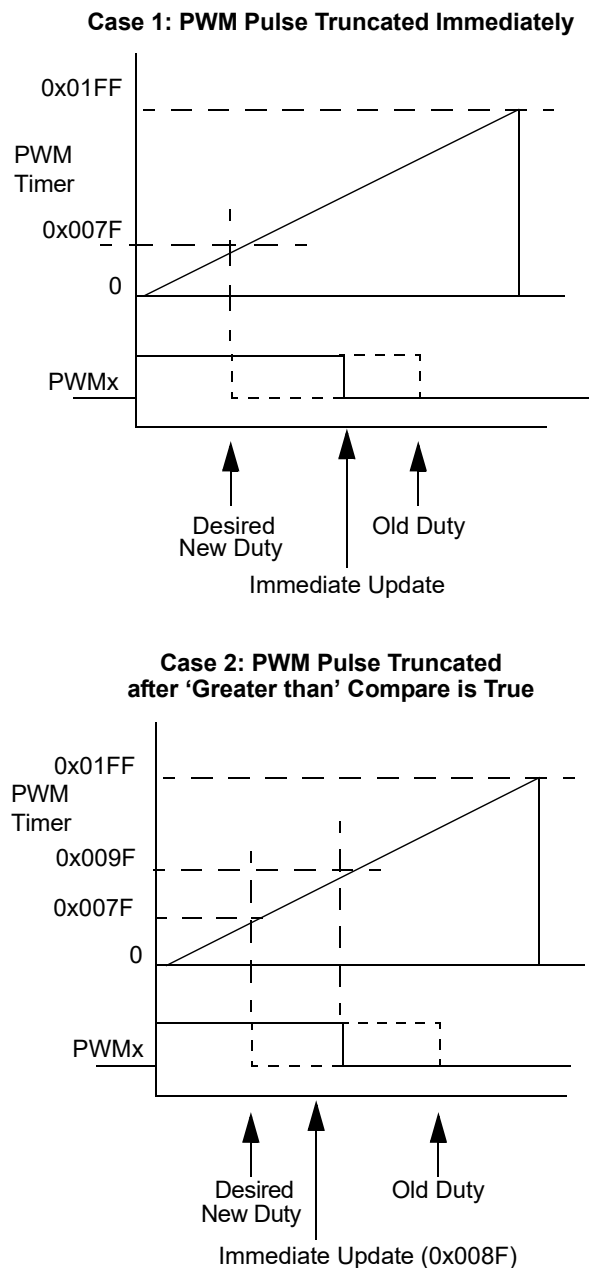 Case 1: PWM Pulse Truncated Immediately
0x01FF
PWM
Timer
0x007F
0
PWMx
Desired
New Duty
Old Duty
Immediate Update
Case 2: PWM Pulse Truncated
after ‘Greater than’ Compare is True
0x01FF
PWM
Timer
0x009F
0x007F
0
PWMx
Desired
New Duty
Old Duty
Immediate Update (0x008F)